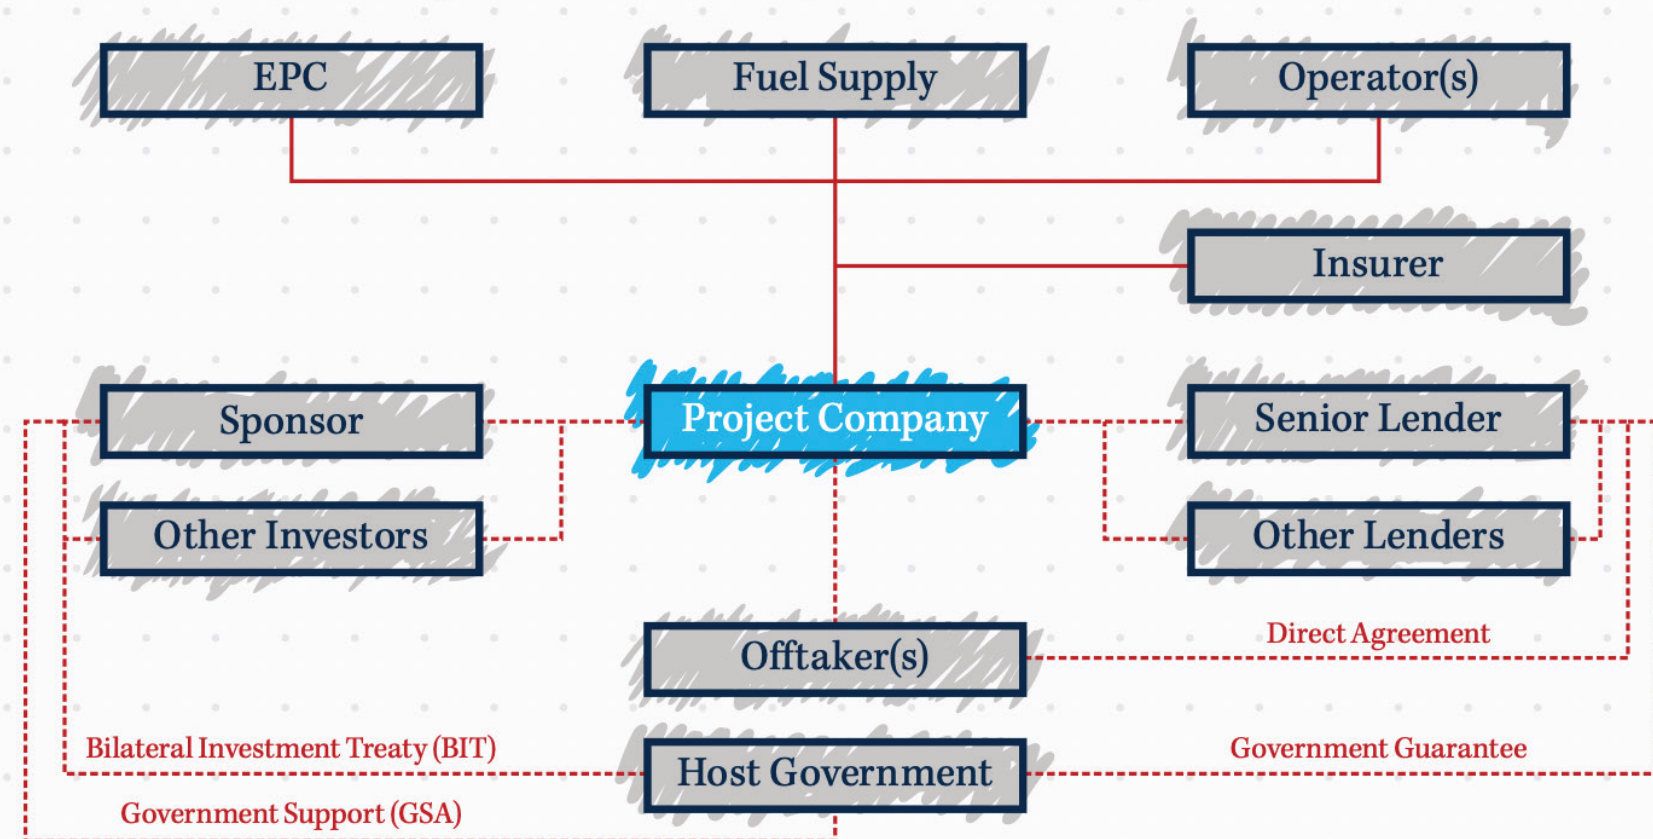 EPC
Fuel Supply
Operator(s)
Insurer
Sponsor
Project Company
Senior Lender
Other Investors
Other Lenders
Direct Agreement
Offtaker(s)
Bilateral Investment Treaty (BIT)
Government Guarantee
Host Government
Government Support (GSA)